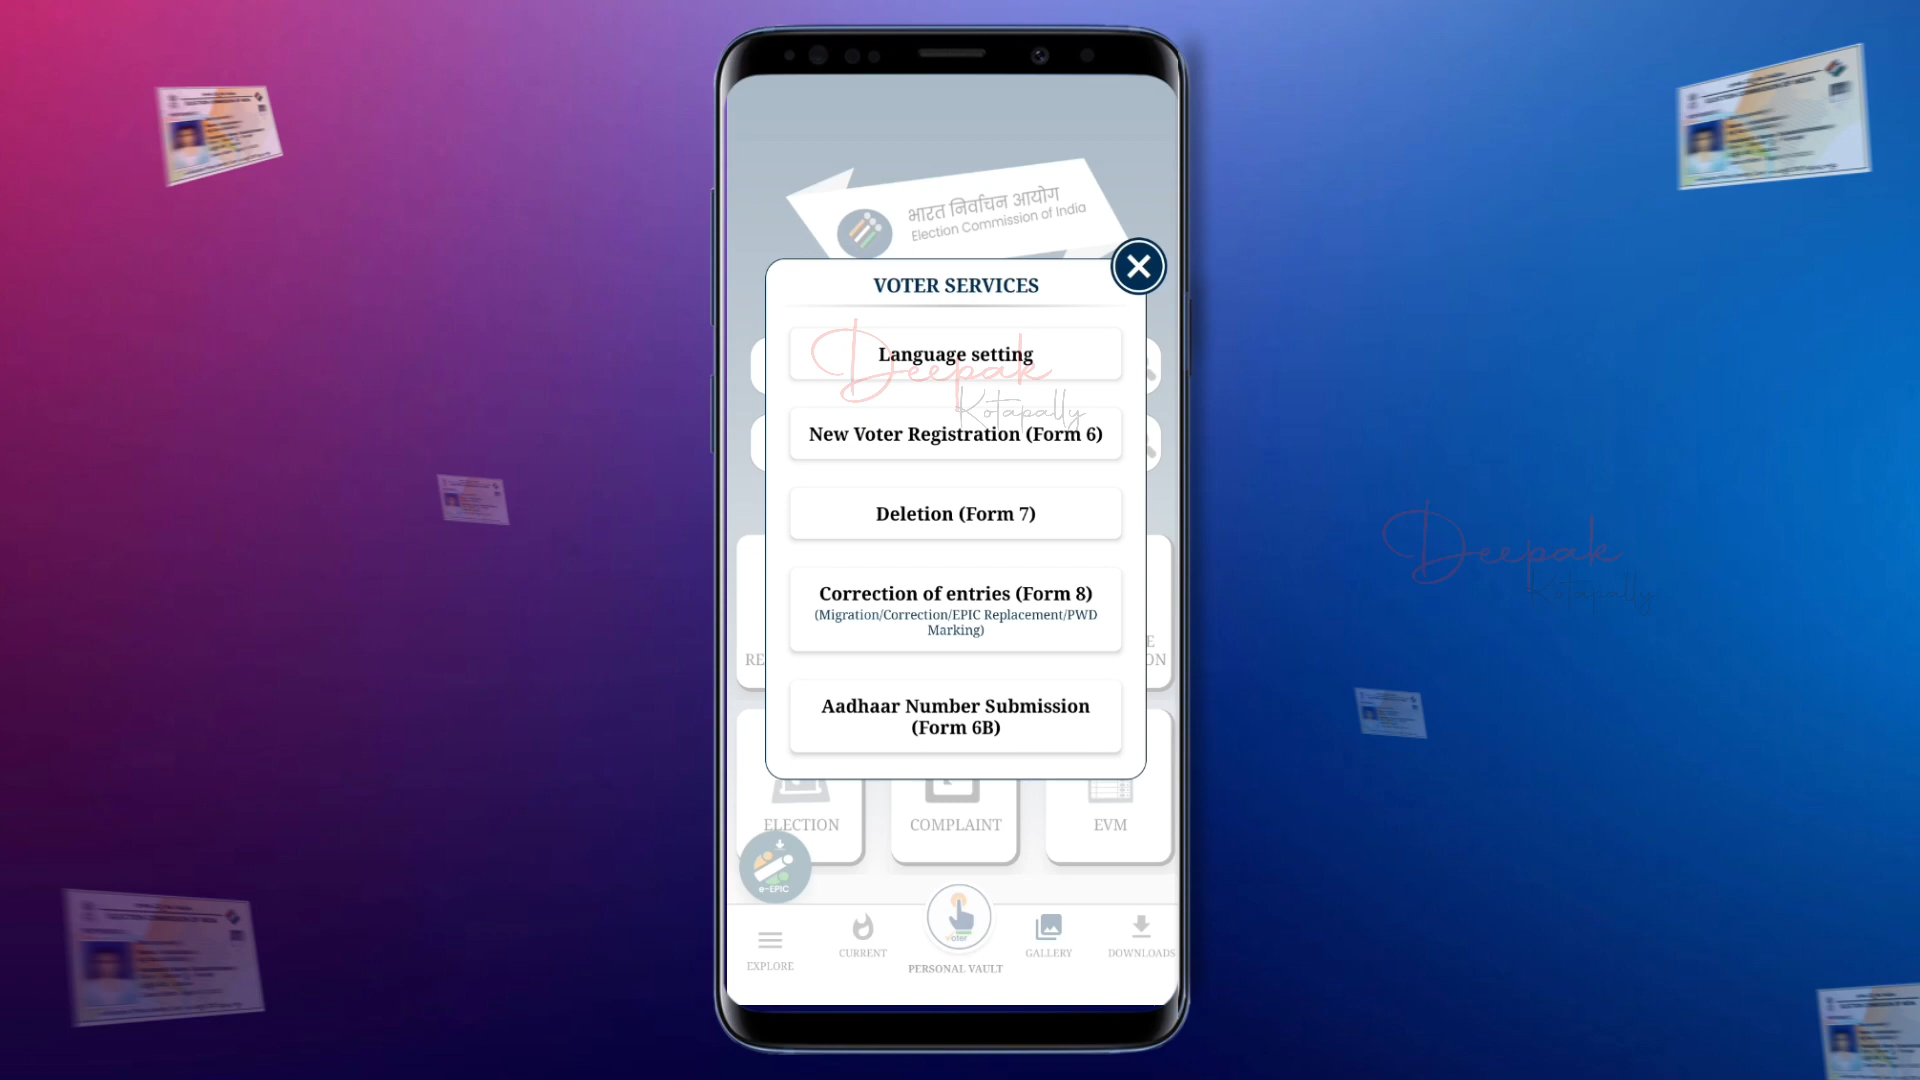 भारत निर्वाचन आयोग
Election Commission of India
VOTER SERVICES
Language setting
Deepak
Kotapally
New Voter Registration (Form 6)
Deletion (Form 7)
Correction of entries (Form 8)
(Migration/Correction/EPIC Replacement/PWD
Marking)
Aadhaar Number Submission
(Form 6B)
Deepak
Kotapally
ELECTION
COMPLAINT
EVM
e-EPIC
EXPLORE
CURRENT
PERSONAL VAULT
GALLERY
DOWNLOADS